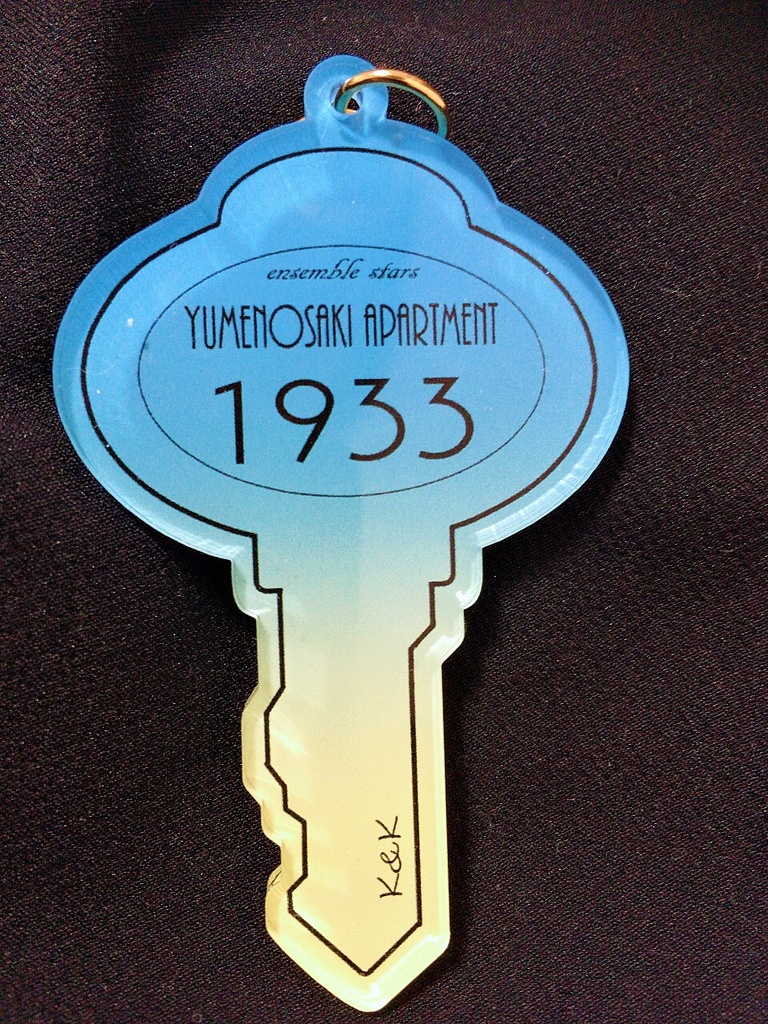 ensemble stars
YUMENOSAKI APARTMENT
1933
K&K